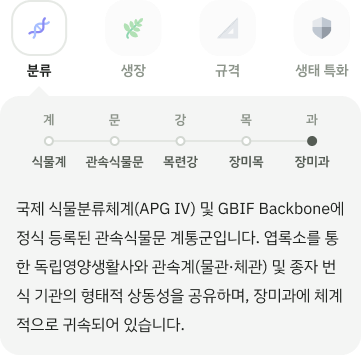 분류 생장 규격 생태 특화
계 문 강 목 과
식물계 관속식물문 목련강 장미목 장미과
국제 식물분류체계(APG IV) 및 GBIF Backbone에
정식 등록된 관속식물문 계통군입니다. 엽록소를 통
한 독립영양생활사와 관속계(물관·체관) 및 종자 번
식 기관의 형태적 상동성을 공유하며, 장미과에 체계
적으로 귀속되어 있습니다.